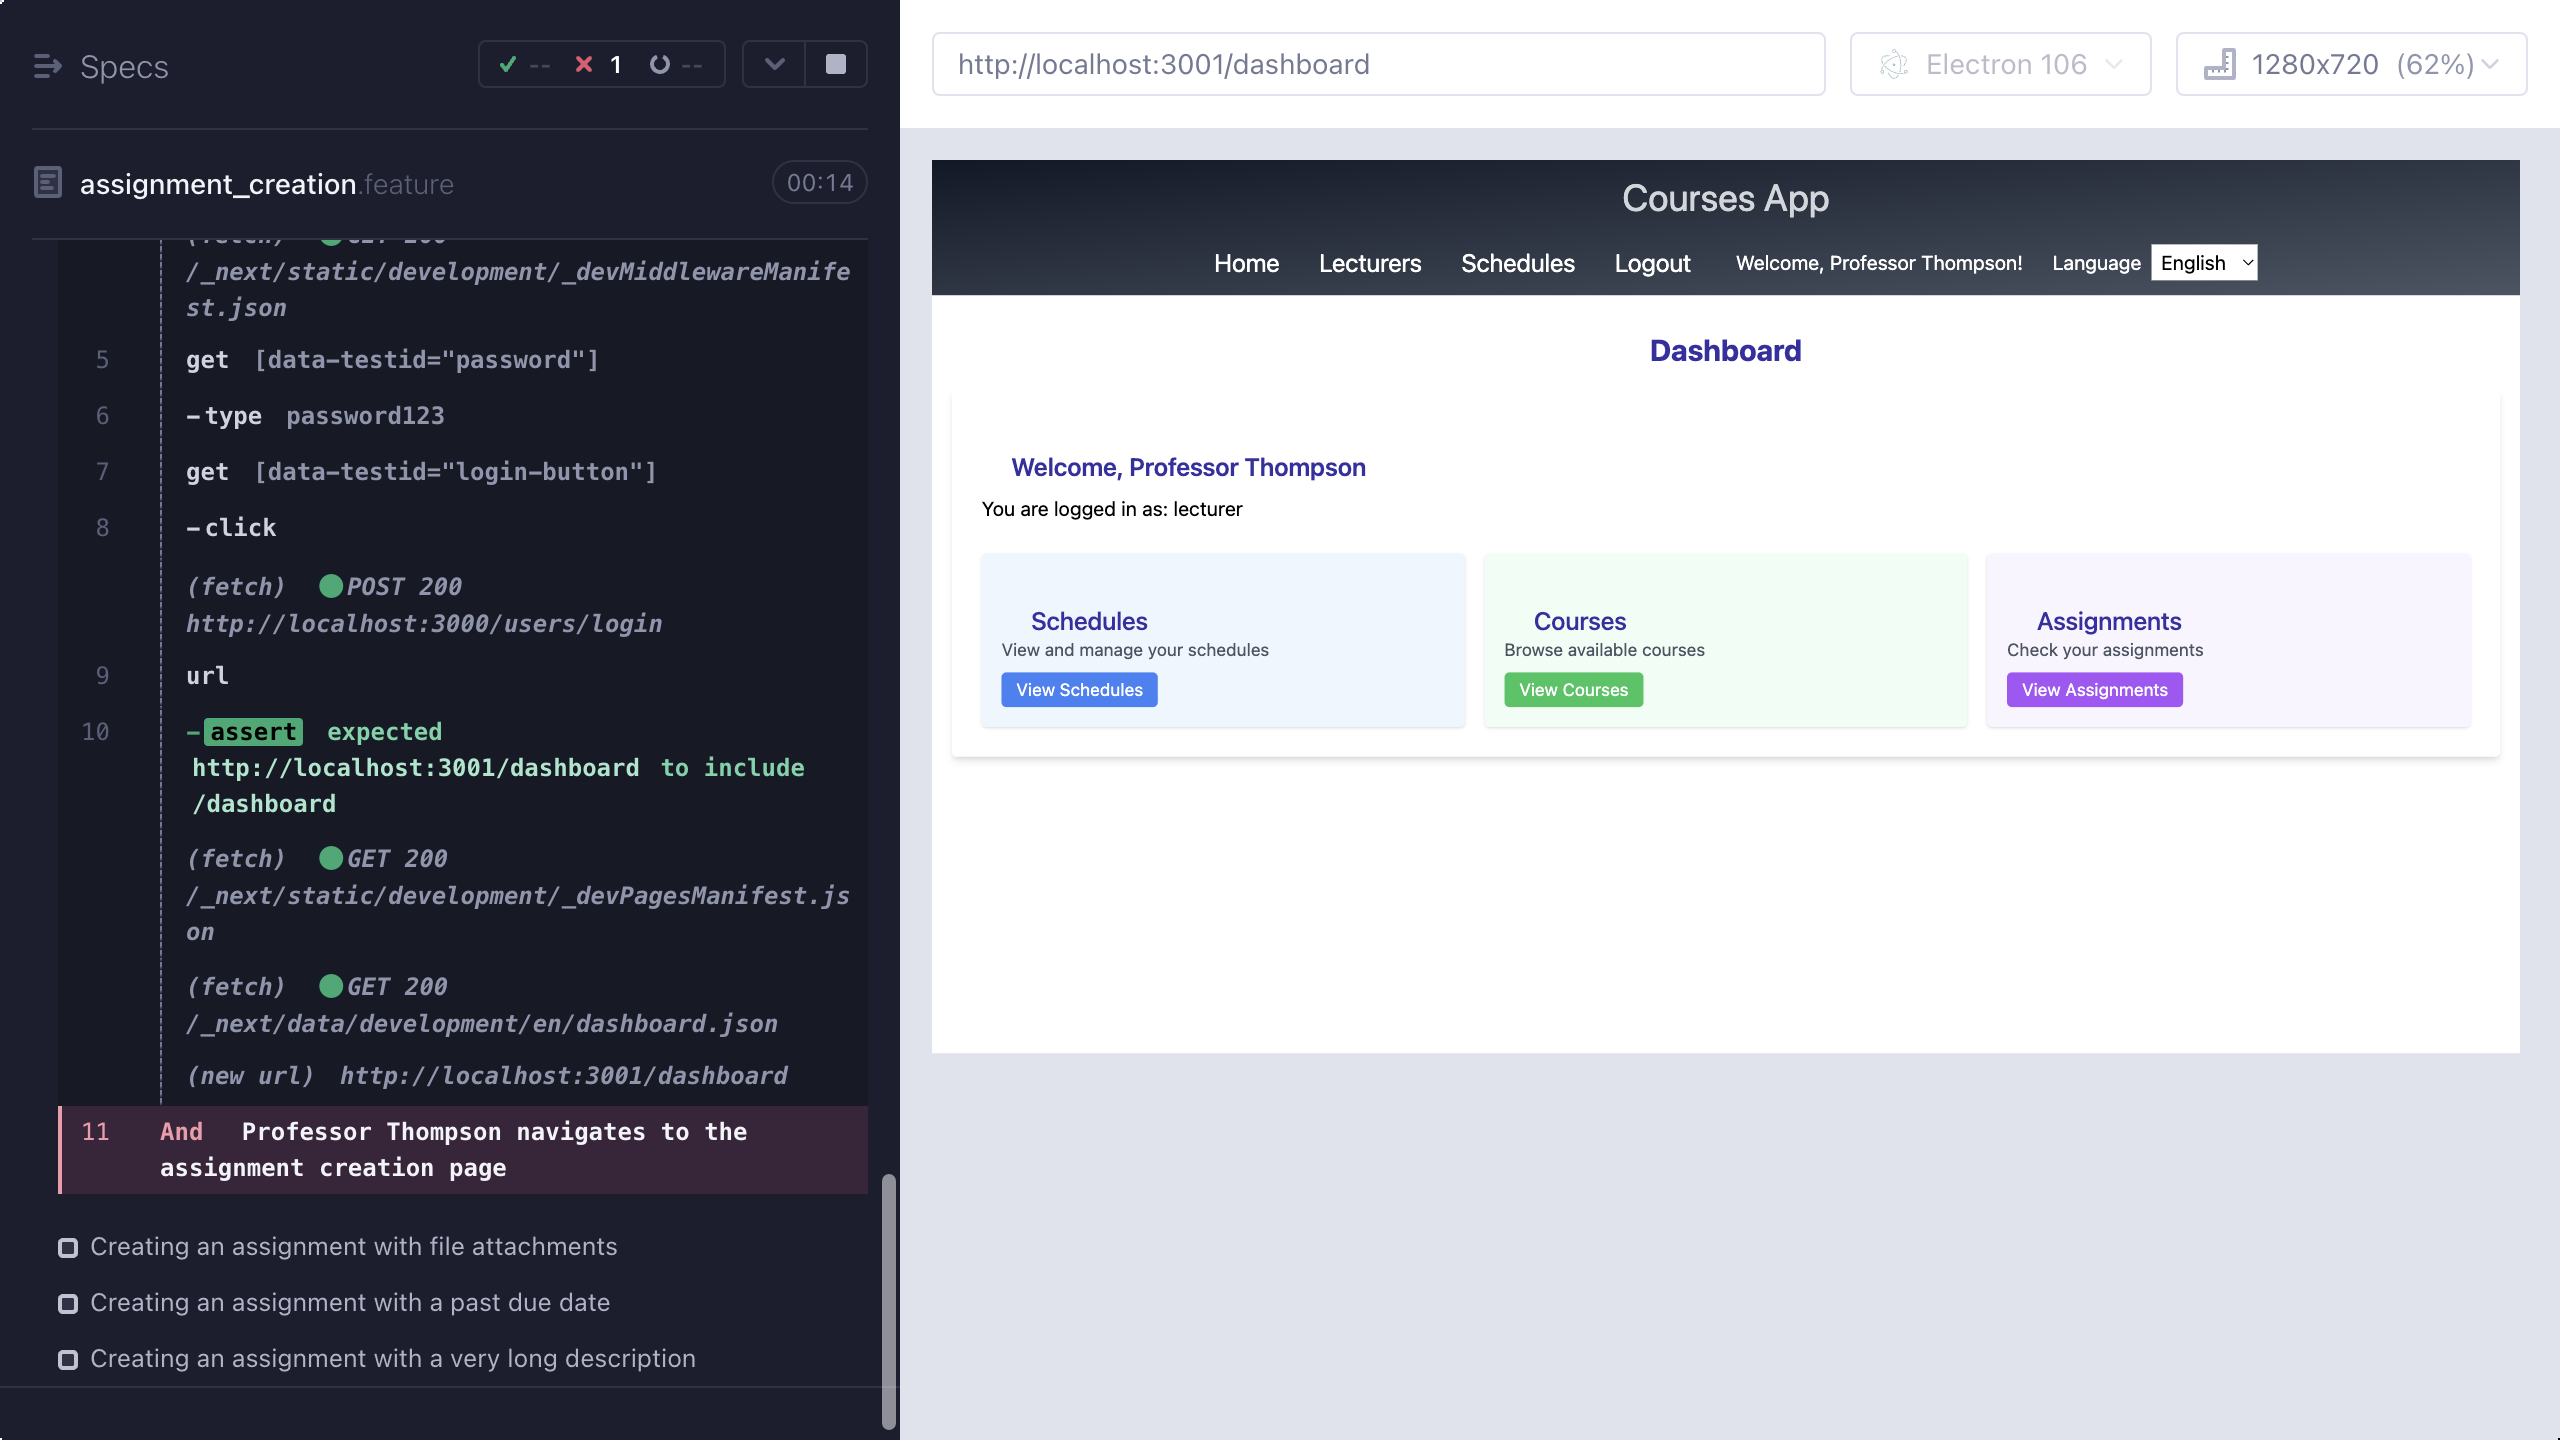 Specs
-- 1 --
assignment_creation.feature 00:14
/_next/static/development/_devMiddlewareManife
st.json
5 get [data-testid="password"]
6 -type password123
7 get [data-testid="login-button"]
8 -click
(fetch) POST 200
http://localhost:3000/users/login
9 url
10 -assert expected
http://localhost:3001/dashboard to include
/dashboard
(fetch) GET 200
/_next/static/development/_devPagesManifest.js
on
(fetch) GET 200
/_next/data/development/en/dashboard.json
(new url) http://localhost:3001/dashboard
11 And Professor Thompson navigates to the
assignment creation page
Creating an assignment with file attachments
Creating an assignment with a past due date
Creating an assignment with a very long description
http://localhost:3001/dashboard
Electron 106
1280x720 (62%)
Courses App
Home Lecturers Schedules Logout Welcome, Professor Thompson! Language English
Dashboard
Welcome, Professor Thompson
You are logged in as: lecturer
Schedules
View and manage your schedules
View Schedules
Courses
Browse available courses
View Courses
Assignments
Check your assignments
View Assignments